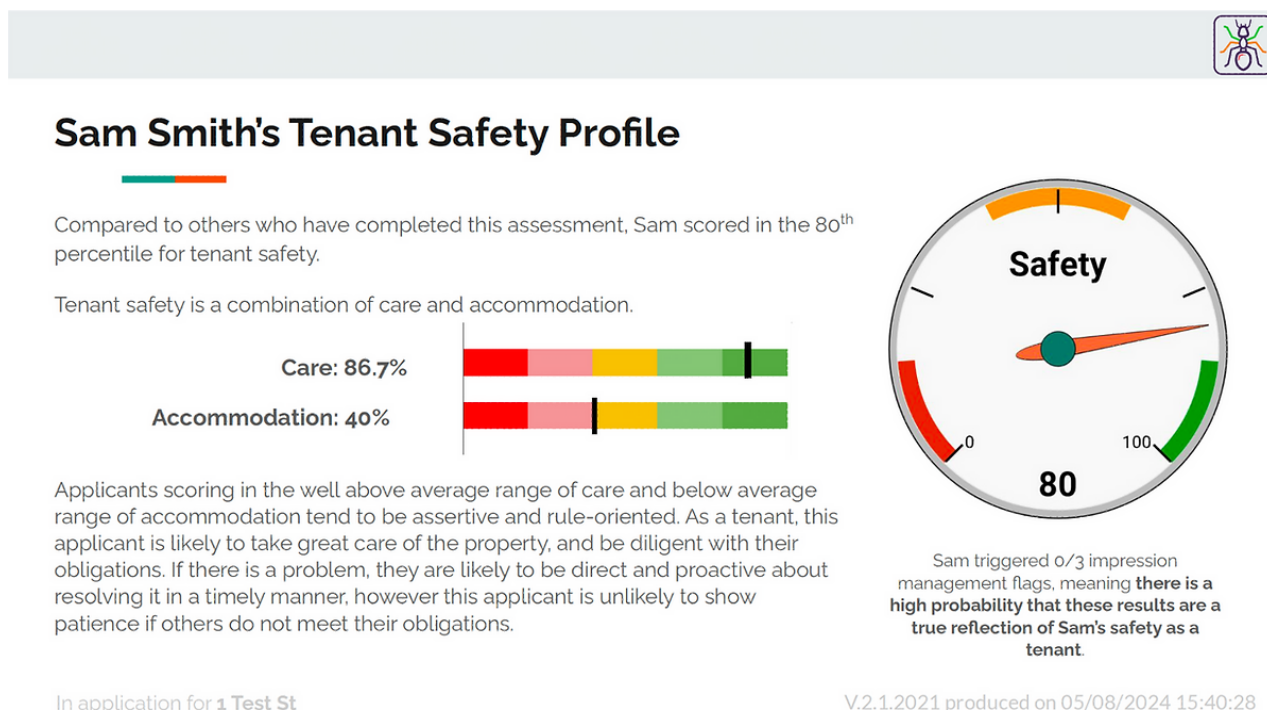 Sam Smith's Tenant Safety Profile
Compared to others who have completed this assessment, Sam scored in the 80th
percentile for tenant safety.
Tenant safety is a combination of care and accommodation.
Care: 86.7%
Accommodation: 40%
Applicants scoring in the well above average range of care and below average
range of accommodation tend to be assertive and rule-oriented. As a tenant, this
applicant is likely to take great care of the property, and be diligent with their
obligations. If there is a problem, they are likely to be direct and proactive about
resolving it in a timely manner, however this applicant is unlikely to show
patience if others do not meet their obligations.
Safety
0
100
80
Sam triggered 0/3 impression
management flags, meaning there is a
high probability that these results are a
true reflection of Sam's safety as a
tenant.
In application for 1 Test St
V.2.1.2021 produced on 05/08/2024 15:40:28